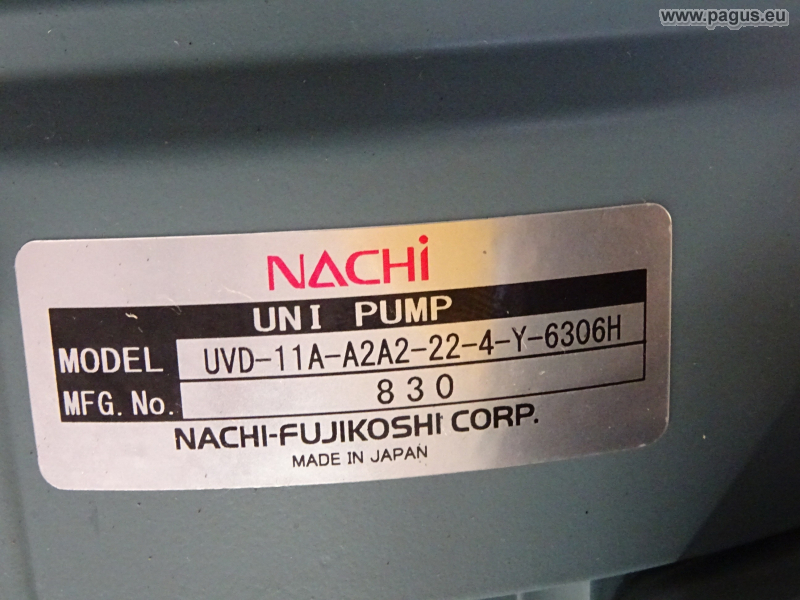 www.pagus.eu
NACHi
UNI PUMP
MODEL UVD-11A-A2A2-22-4-Y-6306H
MFG. No. 830
NACHI-FUJIKOSHI CORP.
MADE IN JAPAN